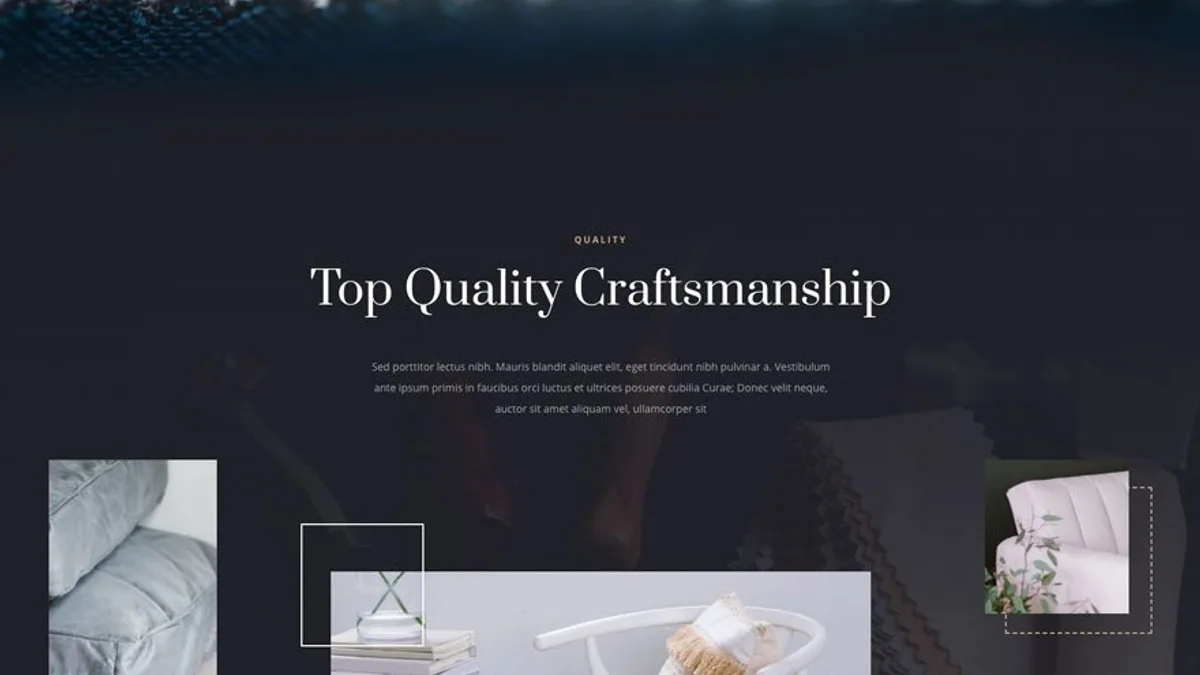 QUALITY
Top Quality Craftsmanship
Sed porttitor lectus nibh. Mauris blandit aliquet elit, eget tincidunt nibh pulvinar a. Vestibulum
ante ipsum primis in faucibus orci luctus et ultrices posuere cubilia Curae; Donec velit neque,
auctor sit amet aliquam vel, ullamcorper sit